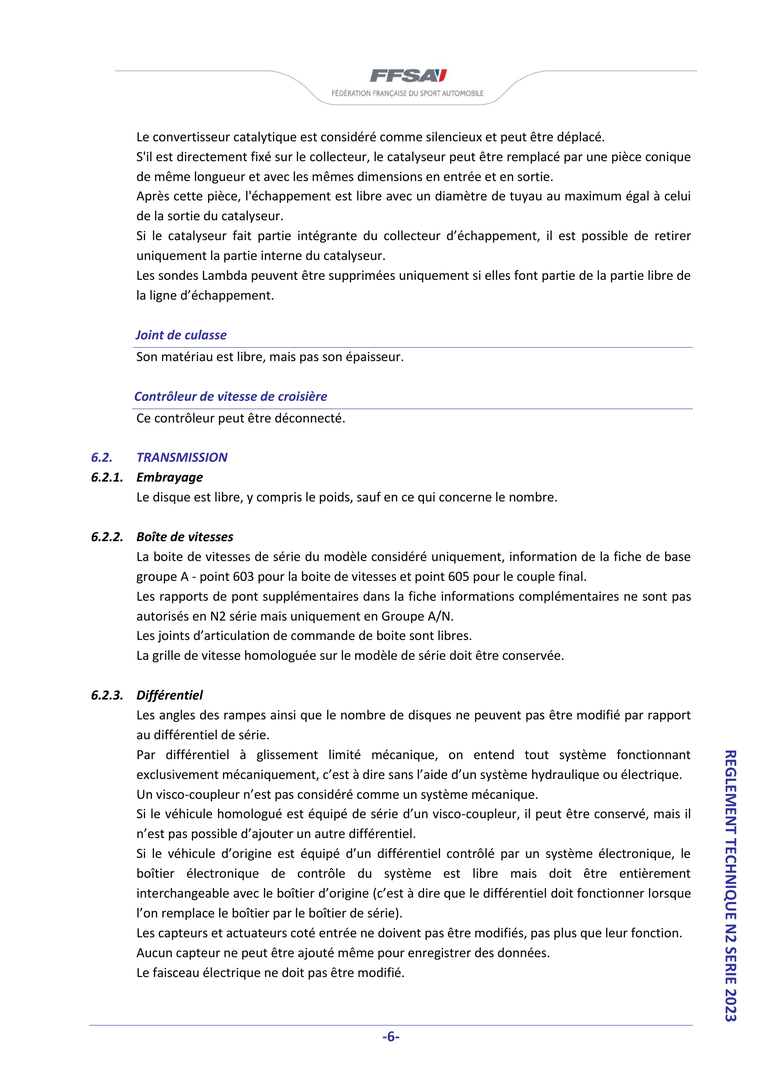 FFSA
FÉDÉRATION FRANÇAISE DU SPORT AUTOMOBILE
Le convertisseur catalytique est considéré comme silencieux et peut être déplacé.
S'il est directement fixé sur le collecteur, le catalyseur peut être remplacé par une pièce conique
de même longueur et avec les mêmes dimensions en entrée et en sortie.
Après cette pièce, l'échappement est libre avec un diamètre de tuyau au maximum égal à celui
de la sortie du catalyseur.
Si le catalyseur fait partie intégrante du collecteur d’échappement, il est possible de retirer
uniquement la partie interne du catalyseur.
Les sondes Lambda peuvent être supprimées uniquement si elles font partie de la partie libre de
la ligne d’échappement.
Joint de culasse
Son matériau est libre, mais pas son épaisseur.
Contrôleur de vitesse de croisière
Ce contrôleur peut être déconnecté.
6.2. TRANSMISSION
6.2.1. Embrayage
Le disque est libre, y compris le poids, sauf en ce qui concerne le nombre.
6.2.2. Boîte de vitesses
La boite de vitesses de série du modèle considéré uniquement, information de la fiche de base
groupe A - point 603 pour la boite de vitesses et point 605 pour le couple final.
Les rapports de pont supplémentaires dans la fiche informations complémentaires ne sont pas
autorisés en N2 série mais uniquement en Groupe A/N.
Les joints d’articulation de commande de boite sont libres.
La grille de vitesse homologuée sur le modèle de série doit être conservée.
6.2.3. Différentiel
Les angles des rampes ainsi que le nombre de disques ne peuvent pas être modifié par rapport
au différentiel de série.
Par différentiel à glissement limité mécanique, on entend tout système fonctionnant
exclusivement mécaniquement, c’est à dire sans l’aide d’un système hydraulique ou électrique.
Un visco-coupleur n’est pas considéré comme un système mécanique.
Si le véhicule homologué est équipé de série d’un visco-coupleur, il peut être conservé, mais il
n’est pas possible d’ajouter un autre différentiel.
Si le véhicule d’origine est équipé d’un différentiel contrôlé par un système électronique, le
boîtier électronique de contrôle du système est libre mais doit être entièrement
interchangeable avec le boîtier d’origine (c’est à dire que le différentiel doit fonctionner lorsque
l’on remplace le boîtier par le boîtier de série).
Les capteurs et actuateurs coté entrée ne doivent pas être modifiés, pas plus que leur fonction.
Aucun capteur ne peut être ajouté même pour enregistrer des données.
Le faisceau électrique ne doit pas être modifié.
REGLEMENT TECHNIQUE N2 SERIE 2023
-6-